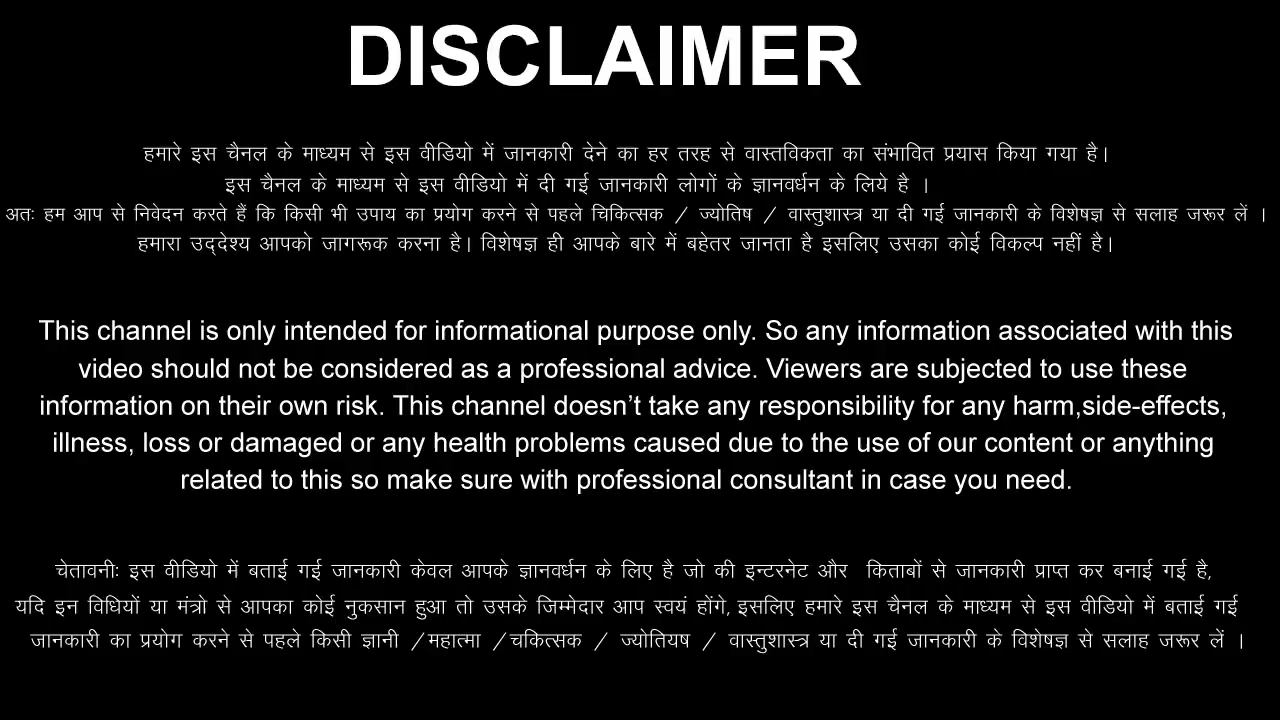 DISCLAIMER
हमारे इस चैनल के माध्यम से इस वीडियो में जानकारी देने का हर तरह से वास्तविकता का संभावित प्रयास किया गया है।
इस चैनल के माध्यम से इस वीडियो में दी गई जानकारी लोगों के ज्ञानवर्धन के लिये है ।
अतः हम आप से निवेदन करते हैं कि किसी भी उपाय का प्रयोग करने से पहले चिकित्सक / ज्योतिष / वास्तुशास्त्र या दी गई जानकारी के विशेषज्ञ से सलाह जरूर लें ।
हमारा उद्देश्य आपको जागरूक करना है। विशेषज्ञ ही आपके बारे में बहेतर जानता है इसलिए उसका कोई विकल्प नहीं है।
This channel is only intended for informational purpose only. So any information associated with this
video should not be considered as a professional advice. Viewers are subjected to use these
information on their own risk. This channel doesn’t take any responsibility for any harm,side-effects,
illness, loss or damaged or any health problems caused due to the use of our content or anything
related to this so make sure with professional consultant in case you need.
चेतावनीः इस वीडियो में बताई गई जानकारी केवल आपके ज्ञानवर्धन के लिए है जो की इन्टरनेट और किताबों से जानकारी प्राप्त कर बनाई गई है,
यदि इन विधियों या मंत्रो से आपका कोई नुकसान हुआ तो उसके जिम्मेदार आप स्वयं होंगे, इसलिए हमारे इस चैनल के माध्यम से इस वीडियो में बताई गई
जानकारी का प्रयोग करने से पहले किसी ज्ञानी /महात्मा /चकित्सक / ज्योतियष / वास्तुशास्त्र या दी गई जानकारी के विशेषज्ञ से सलाह जरूर लें ।